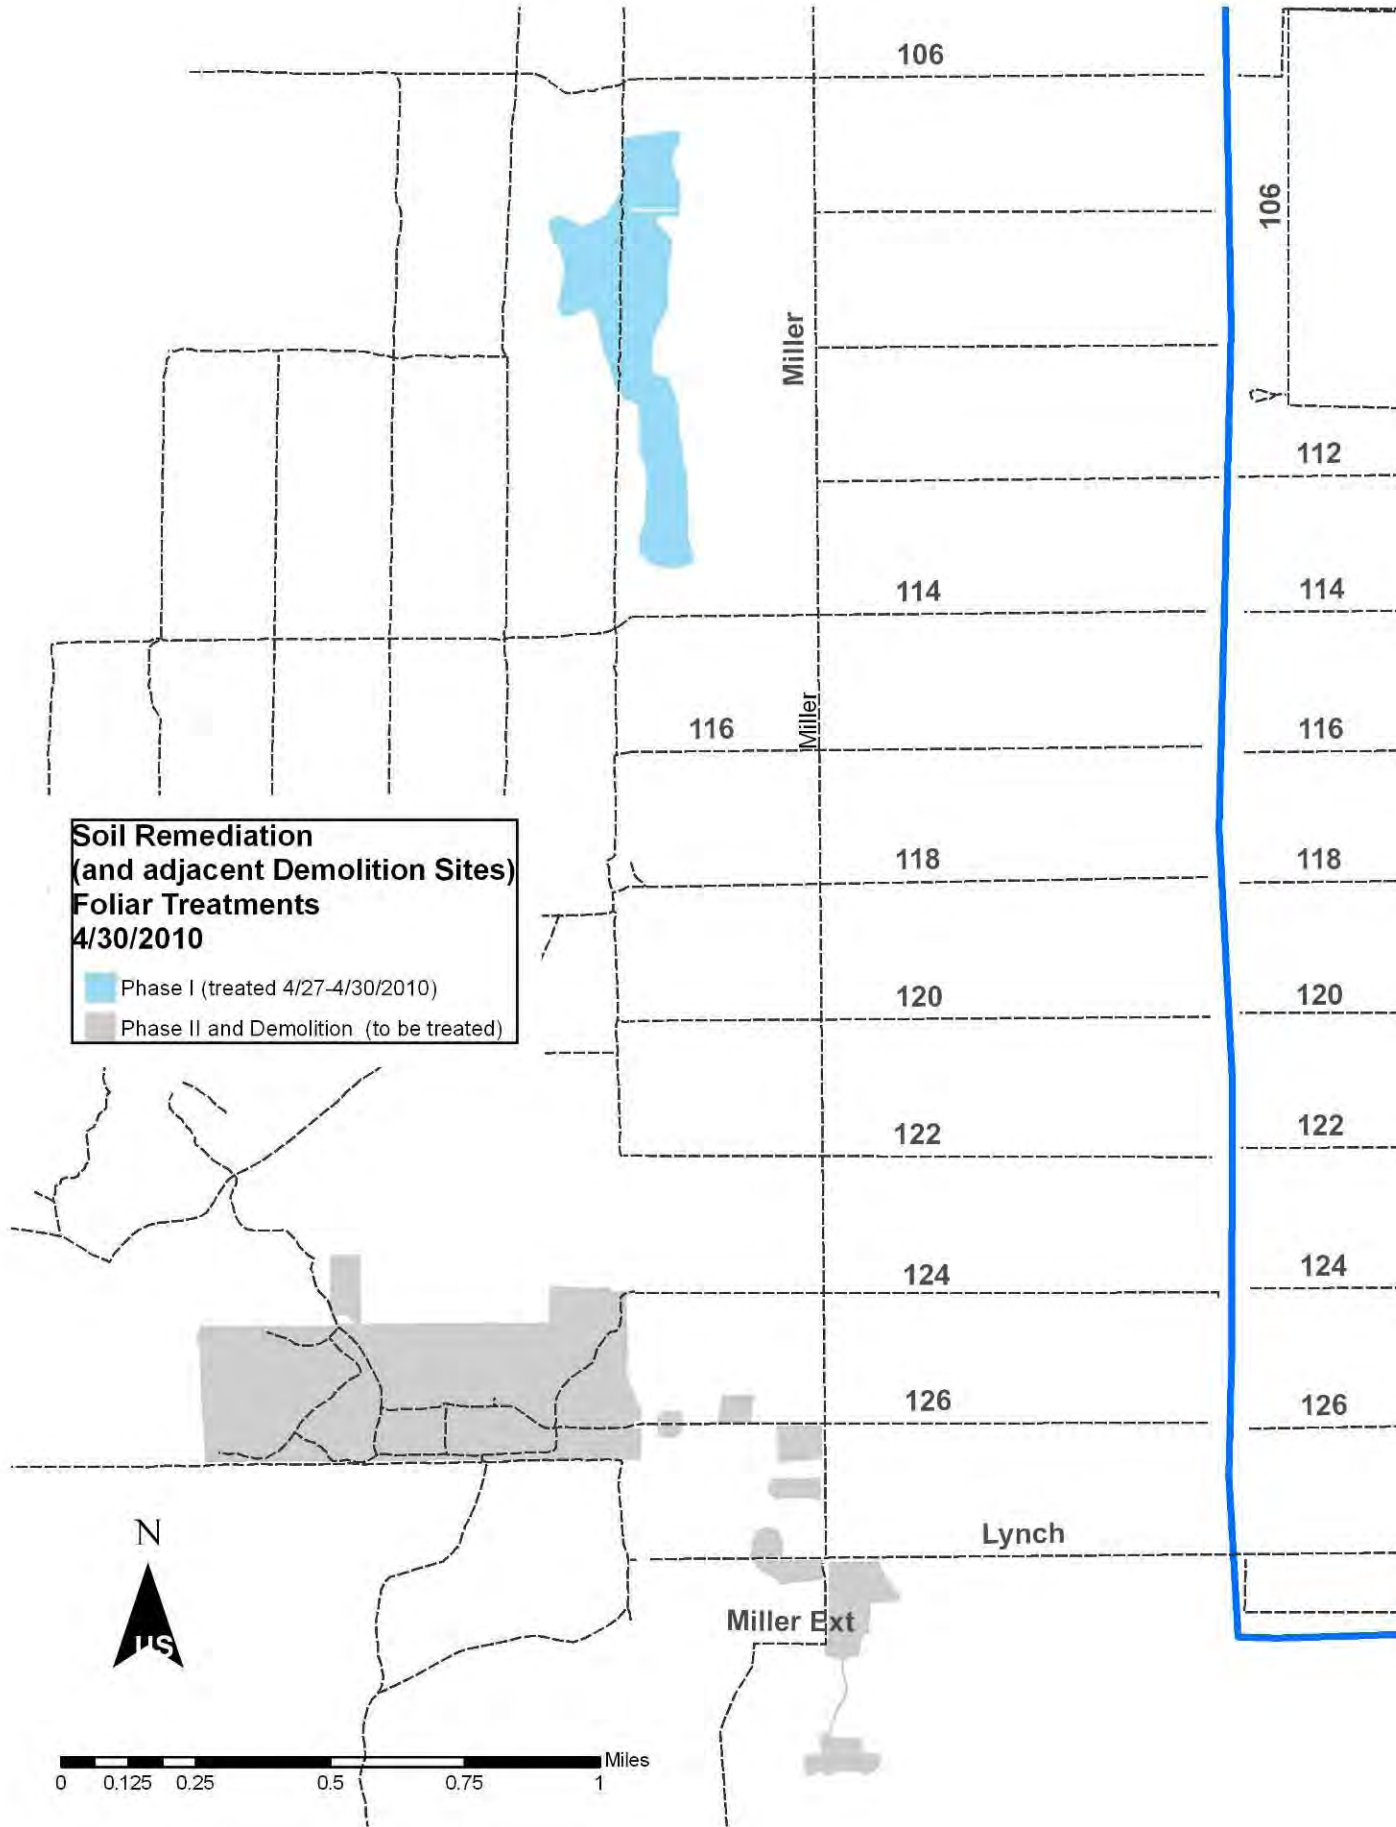 106
106
Miller
112
114
114
Miller
116
116
118
118
Soil Remediation
(and adjacent Demolition Sites)
Foliar Treatments
4/30/2010
Phase I (treated 4/27-4/30/2010)
Phase II and Demolition (to be treated)
120
120
122
122
124
124
126
126
Lynch
N
US
Miller Ext
Miles
0 0.125 0.25 0.5 0.75 1